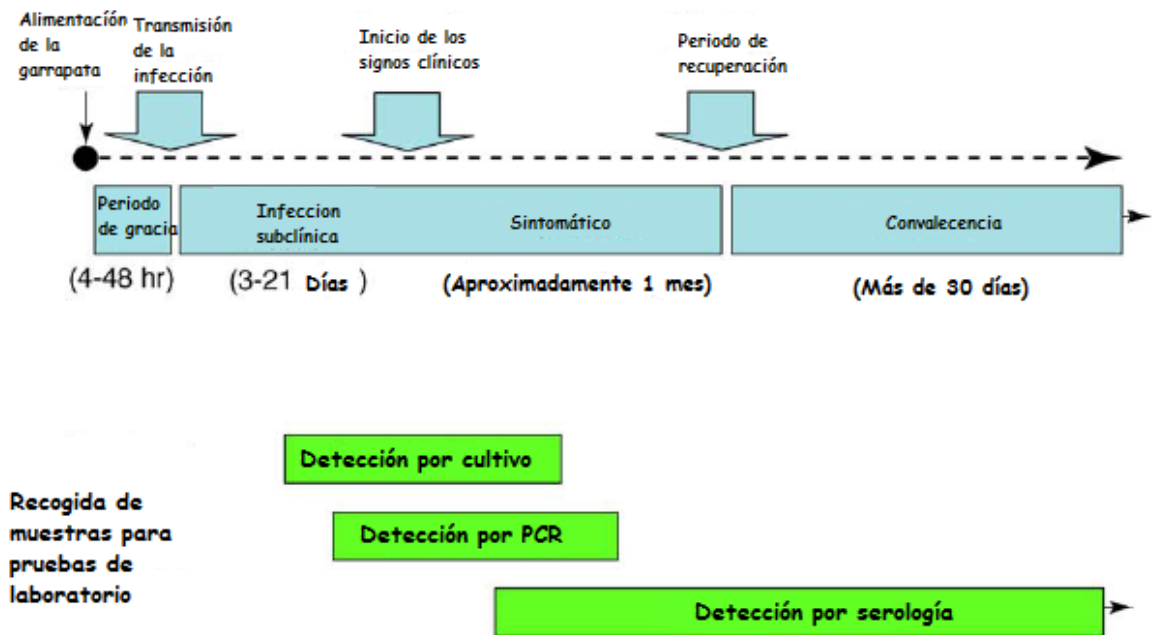 Alimentación
de la
garrapata
Transmisión
de la
infección
Inicio de los
signos clínicos
Periodo de
recuperación
Periodo
de gracia
Infeccion
subclínica
Sintomático
Convalecencia
(4-48 hr)
(3-21 Días )
(Aproximadamente 1 mes)
(Más de 30 días)
Detección por cultivo
Recogida de
muestras para
pruebas de
laboratorio
Detección por PCR
Detección por serología